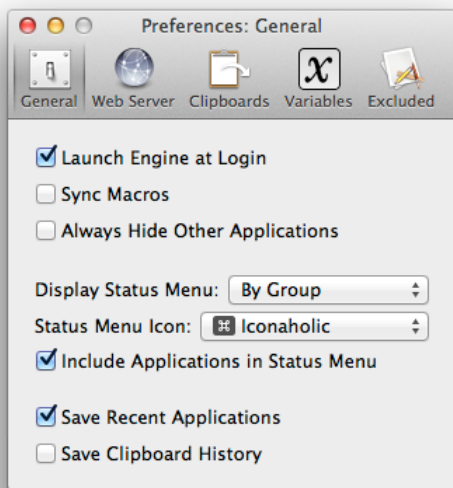 Preferences: General
General Web Server Clipboards Variables Excluded
Launch Engine at Login
Sync Macros
Always Hide Other Applications
Display Status Menu: By Group
Status Menu Icon: ⌘ Iconaholic
Include Applications in Status Menu
Save Recent Applications
Save Clipboard History